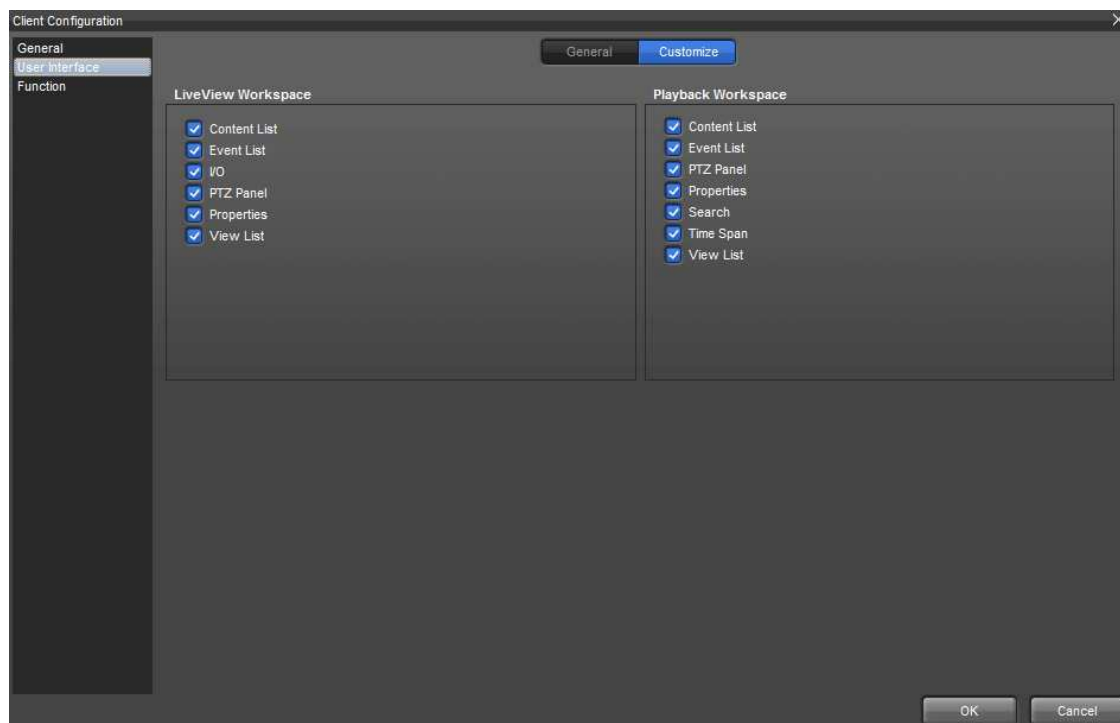 Client Configuration
General
User Interface
Function
General
Customize
LiveView Workspace
Content List
Event List
I/O
PTZ Panel
Properties
View List
Playback Workspace
Content List
Event List
PTZ Panel
Properties
Search
Time Span
View List
OK
Cancel